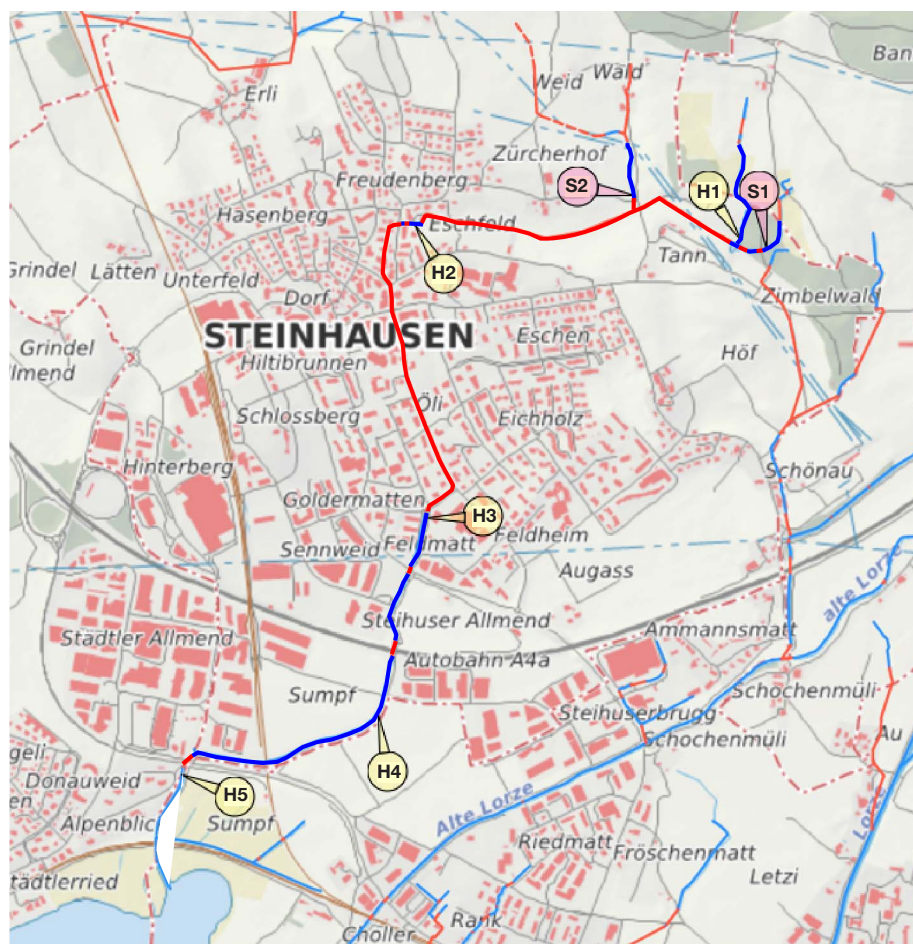 Ban
Wald
Weid
Erli
Zürcherhof
S2
H1
S1
Freudenberg
Hasenberg
Eschfeld
Tann
H2
Grindel
Lätten
Unterfeld
Dorf
Zimbelwald
STEINHAUSEN
Eschen
Grindel
llmend
Hiltibrunnen
Höf
Öli
Schlossberg
Eichholz
Hinterberg
Schönau
Goldermatten
H3
Sennweid
Feldmatt
Feldheim
Augass
alte Lorze
Steihuser Allmend
Stadtler Allmend
Ammannsmatt
Autobahn A4a
Sumpf
Schochenmüli
Steihuserbrugg
Schochenmüli
Au
geli
H4
Donauweid
en
H5
Alpenblic
Sumpf
Alte Lorze
Lorze
Riedmatt
Fröschenmatt
Letzi
tädtlerried
Rank
Choller